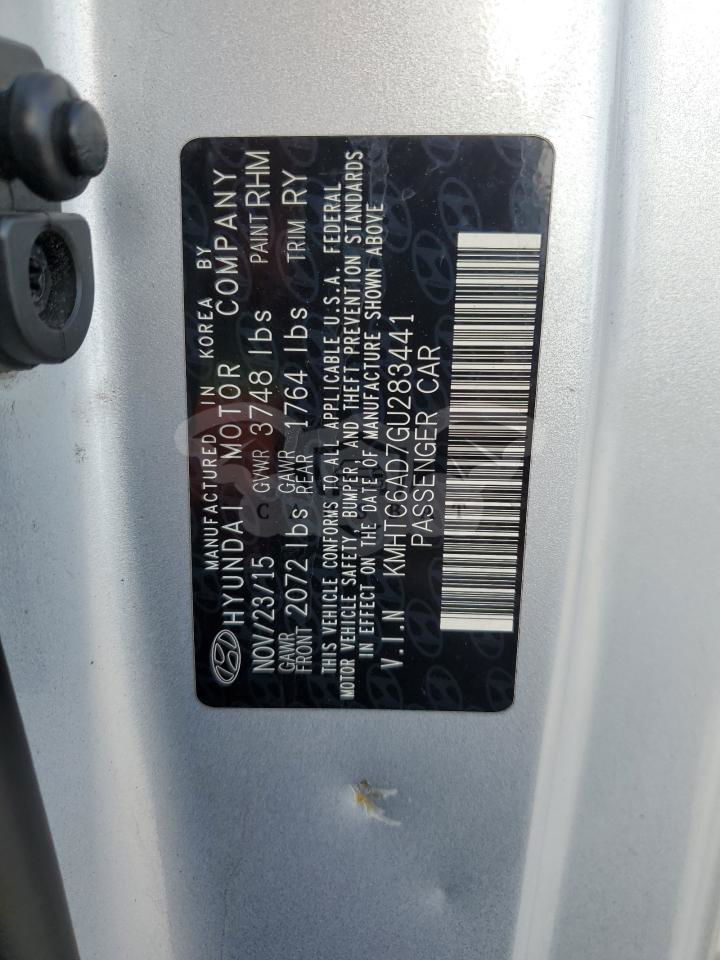 MANUFACTURED IN KOREA BY
HYUNDAI MOTOR COMPANY
NOV/23/15 GVWR 3748 lbs PAINT RHM
GAWR FRONT 2072 lbs GAWR REAR 1764 lbs TRIM RY
THIS VEHICLE CONFORMS TO ALL APPLICABLE U.S.A. FEDERAL
MOTOR VEHICLE SAFETY, BUMPER, AND THEFT PREVENTION STANDARDS
IN EFFECT ON THE DATE OF MANUFACTURE SHOWN ABOVE
V.I.N KMHTC6AD7GU283441
PASSENGER CAR